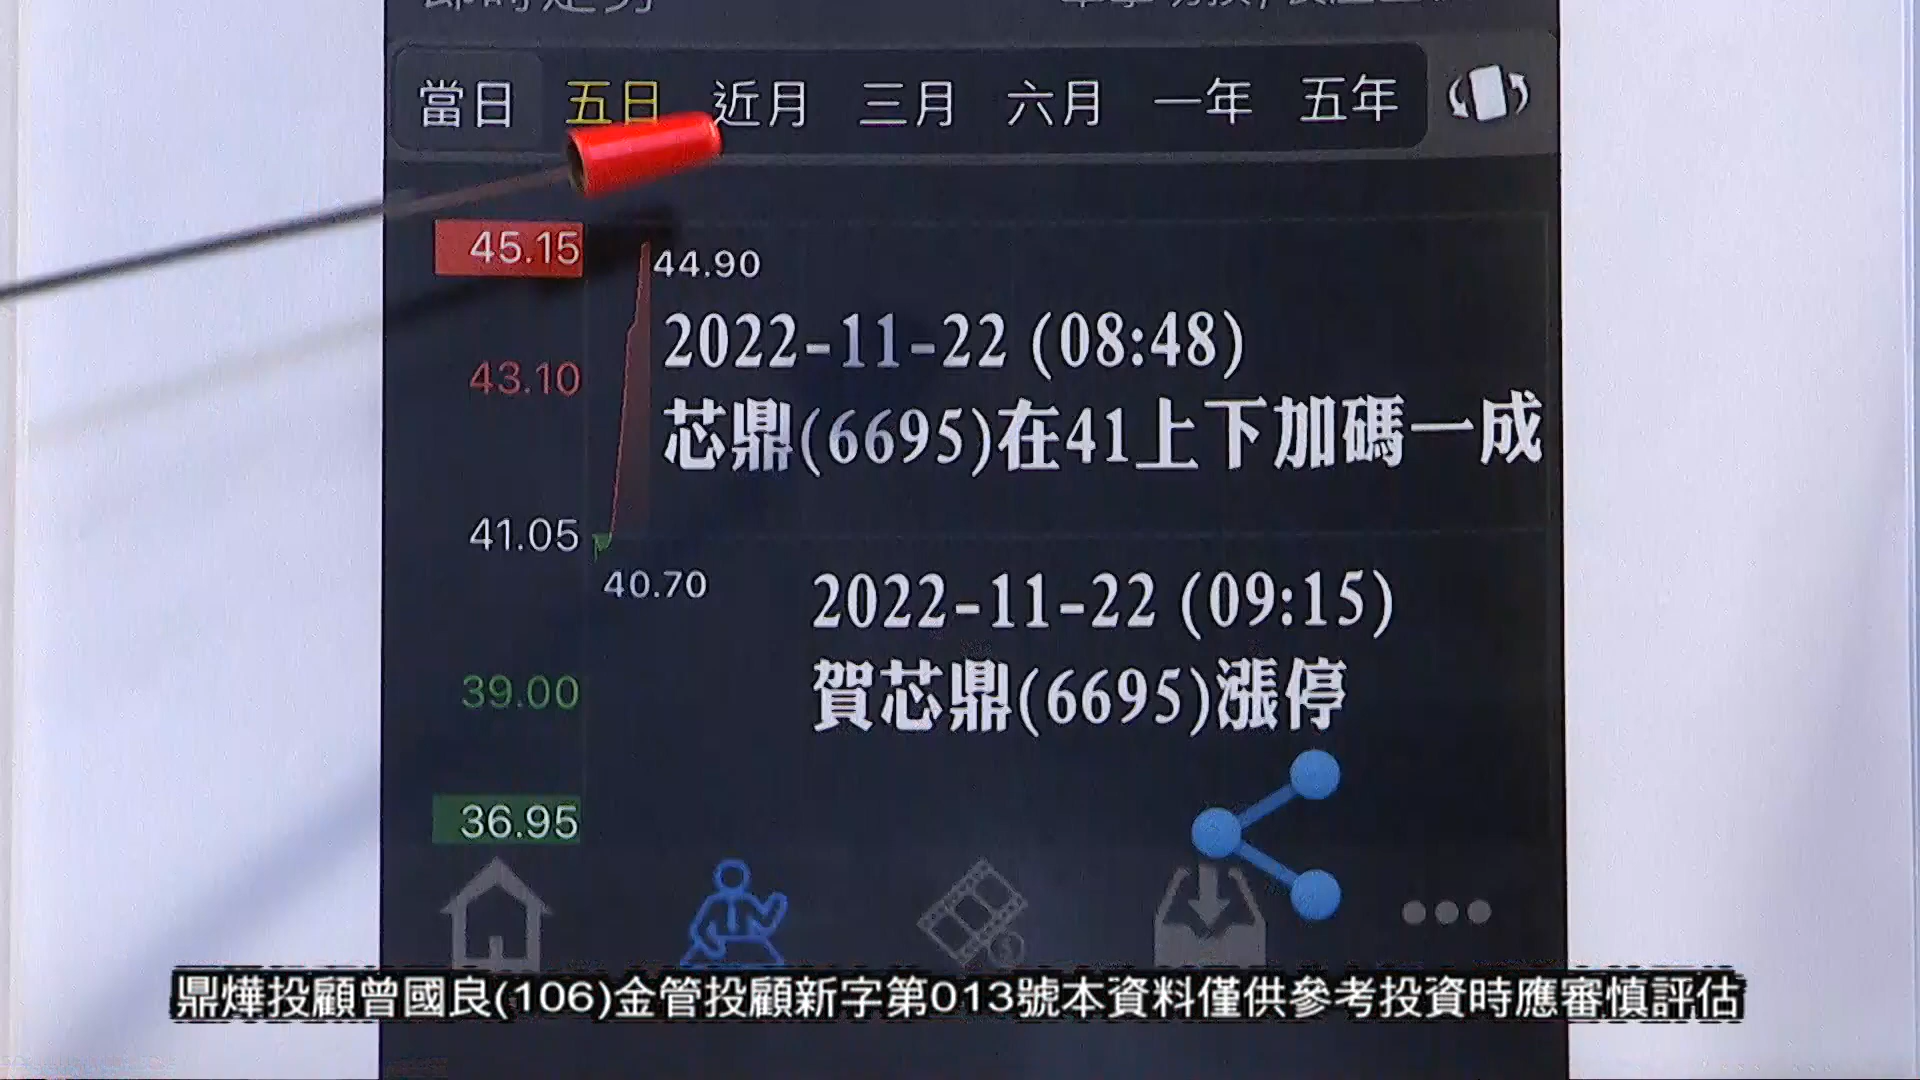 當日 五日 近月 三月 六月 一年 五年
45.15
44.90
2022-11-22 (08:48)
43.10
芯鼎(6695)在41上下加碼一成
41.05
40.70
2022-11-22 (09:15)
39.00
賀芯鼎(6695)漲停
36.95
鼎燁投顧曾國良(106)金管投顧新字第013號本資料僅供參考投資時應審慎評估